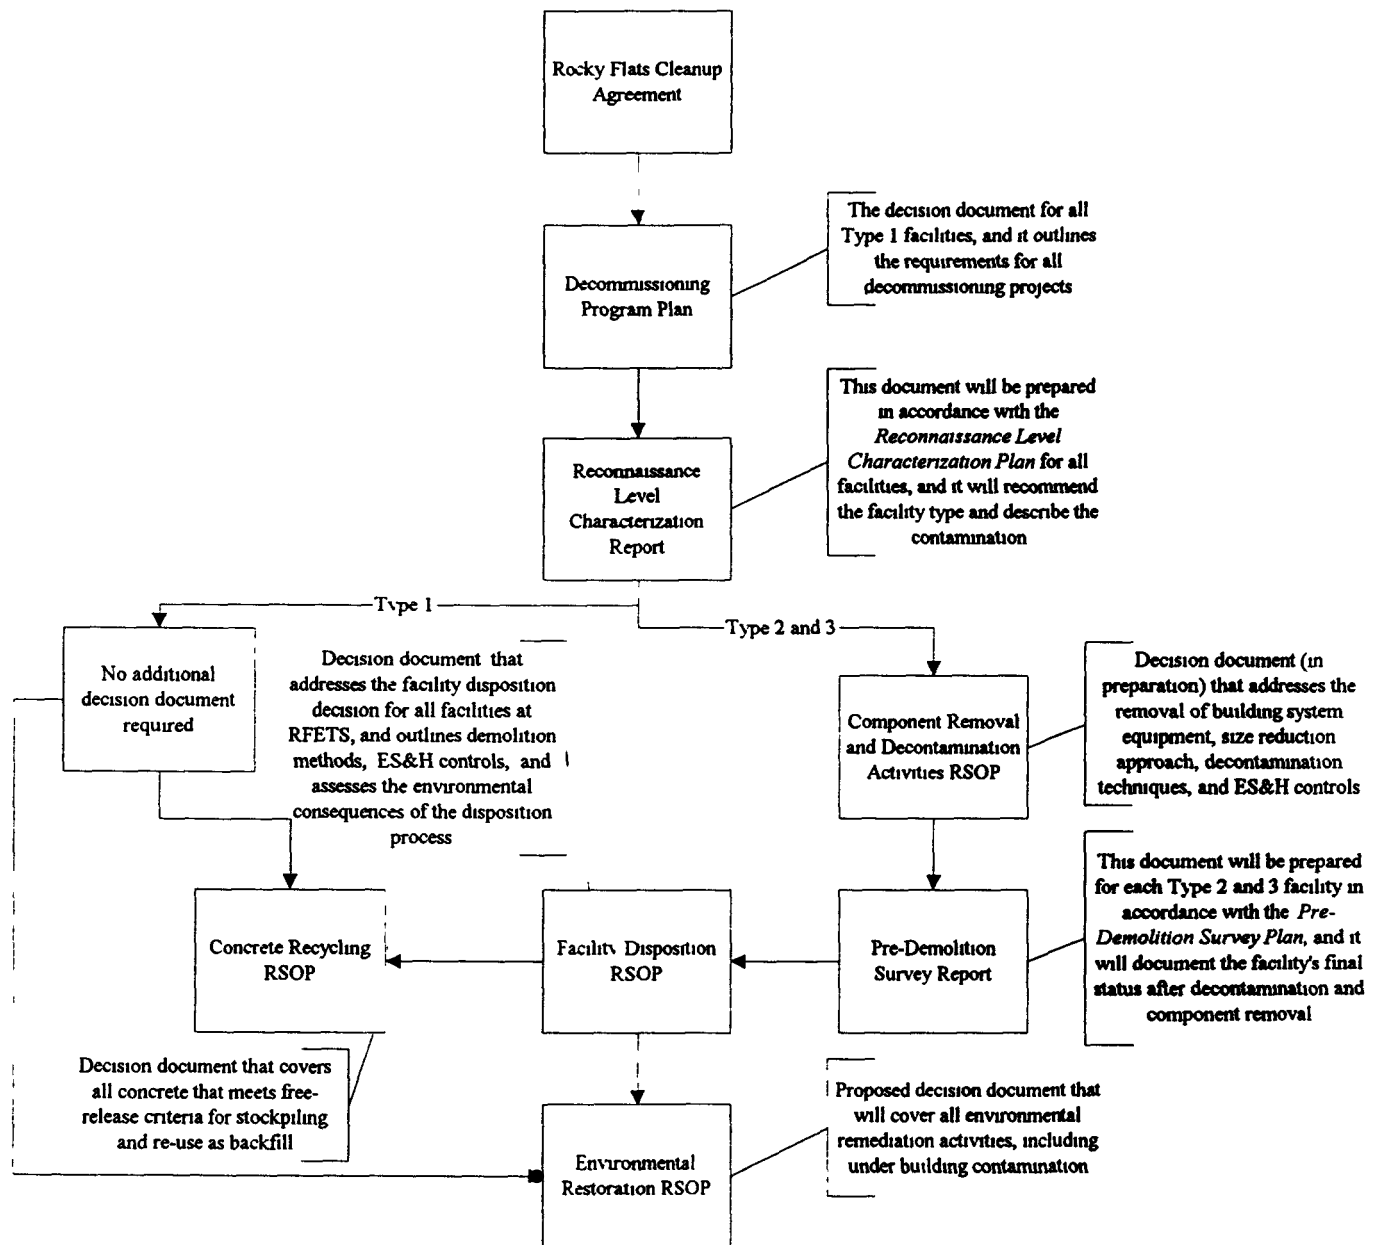 Rocky Flats Cleanup
Agreement
The decision document for all
Type 1 facilities, and it outlines
the requirements for all
decommissioning projects
Decommissioning
Program Plan
This document will be prepared
in accordance with the
Reconnaissance Level
Characterization Plan for all
facilities, and it will recommend
the facility type and describe the
contamination
Reconnaissance
Level
Characterization
Report
Type 1
Type 2 and 3
No additional
decision document
required
Decision document that
addresses the facility disposition
decision for all facilities at
RFETS, and outlines demolition
methods, ES&H controls, and
assesses the environmental
consequences of the disposition
process
Component Removal
and Decontamination
Activities RSOP
Decision document (in
preparation) that addresses the
removal of building system
equipment, size reduction
approach, decontamination
techniques, and ES&H controls
Concrete Recycling
RSOP
Facility Disposition
RSOP
Pre-Demolition
Survey Report
This document will be prepared
for each Type 2 and 3 facility in
accordance with the Pre-
Demolition Survey Plan, and it
will document the facility's final
status after decontamination and
component removal
Decision document that covers
all concrete that meets free-
release criteria for stockpiling
and re-use as backfill
Environmental
Restoration RSOP
Proposed decision document that
will cover all environmental
remediation activities, including
under building contamination